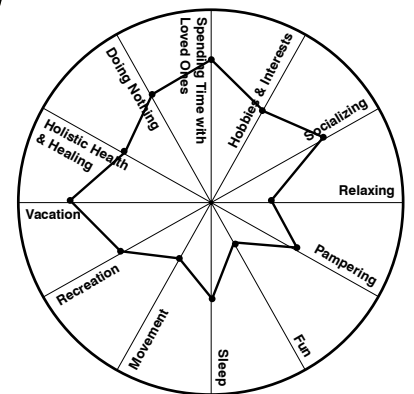 Spending Time with
Loved Ones
Hobbies & Interests
Socializing
Relaxing
Pampering
Fun
Sleep
Movement
Recreation
Vacation
Holistic Health
& Healing
Doing Nothing